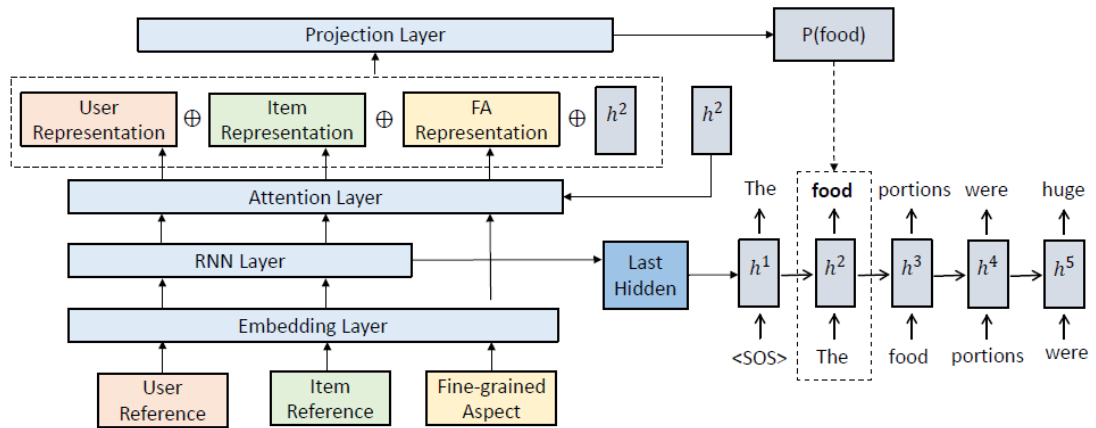 Projection Layer
P(food)
User
Representation
⊕
Item
Representation
⊕
FA
Representation
⊕
h²
h²
Attention Layer
The
food
portions
were
huge
RNN Layer
Last
Hidden
h¹
h²
h³
h⁴
h⁵
Embedding Layer
<SOS>
The
food
portions
were
User
Reference
Item
Reference
Fine-grained
Aspect